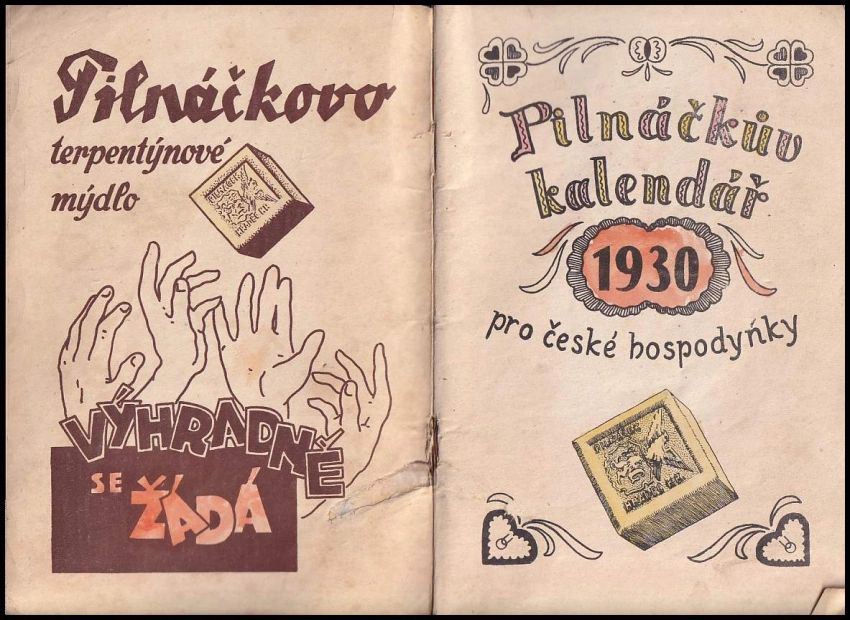 Pilnáčkovo
terpentýnové
mýdlo
VÝHRADNĚ
SE
ŽÁDÁ
Pilnáčkův
kalendář
1930
pro české hospodyňky